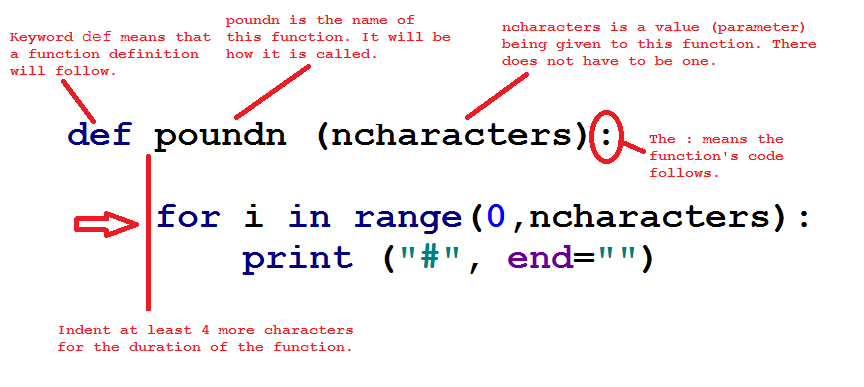 Keyword def means that
a function definition
will follow.
poundn is the name of
this function. It will be
how it is called.
ncharacters is a value (parameter)
being given to this function. There
does not have to be one.
def poundn (ncharacters):
The : means the
function's code
follows.
for i in range(0,ncharacters):
print ("#", end="")
Indent at least 4 more characters
for the duration of the function.